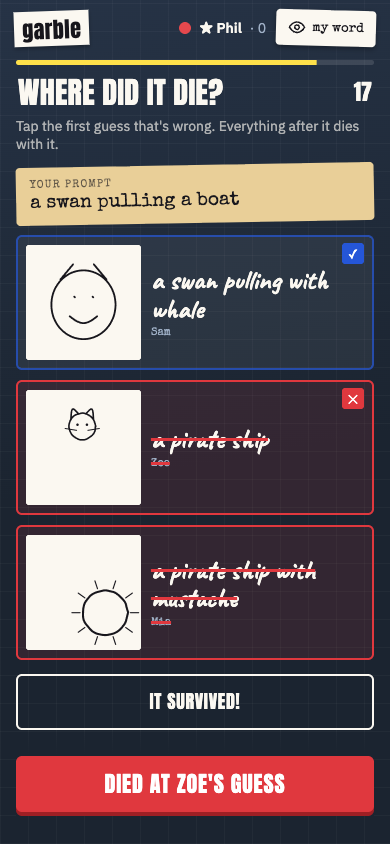 garble
★ Phil · 0
my word
WHERE DID IT DIE?
17
Tap the first guess that's wrong. Everything after it dies
with it.
YOUR PROMPT
a swan pulling a boat
a swan pulling with
whale
Sam
a pirate ship
Zoe
a pirate ship with
mustache
Mia
IT SURVIVED!
DIED AT ZOE'S GUESS